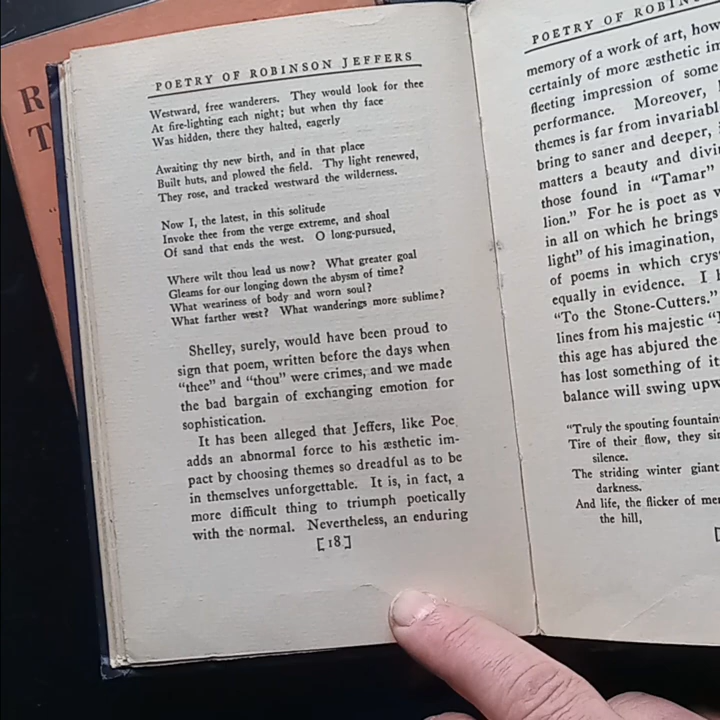 POETRY OF ROBINSON JEFFERS
Westward, free wanderers. They would look for thee
At fire-lighting each night; but when thy face
Was hidden, there they halted, eagerly
Awaiting thy new birth, and in that place
Built huts, and plowed the field. Thy light renewed,
They rose, and tracked westward the wilderness.
Now I, the latest, in this solitude
Invoke thee from the verge extreme, and shoal
Of sand that ends the west. O long-pursued,
Where wilt thou lead us now? What greater goal
Gleams for our longing down the abysm of time?
What weariness of body and worn soul?
What farther west? What wanderings more sublime?
Shelley, surely, would have been proud to
sign that poem, written before the days when
"thee" and "thou" were crimes, and we made
the bad bargain of exchanging emotion for
sophistication.
It has been alleged that Jeffers, like Poe
adds an abnormal force to his æsthetic im-
pact by choosing themes so dreadful as to be
in themselves unforgettable. It is, in fact, a
more difficult thing to triumph poetically
with the normal. Nevertheless, an enduring
[18]
POETRY OF ROBIN
memory of a work of art, how
certainly of more æsthetic im
fleeting impression of some
performance. Moreover,
themes is far from invariabl
bring to saner and deeper,
matters a beauty and divi
those found in "Tamar"
lion." For he is poet as
in all on which he brings
light" of his imagination,
of poems in which crys
equally in evidence. I
"To the Stone-Cutters."
lines from his majestic
this age has abjured the
has lost something of it
balance will swing upw
"Truly the spouting fountain
Tire of their flow, they si
silence.
The striding winter giant
darkness.
And life, the flicker of me
the hill,
[
R
T